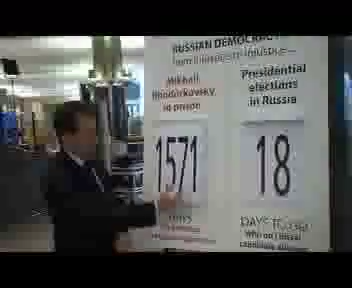 RUSSIAN DEMOCRACY
Mikhail
Khodorkovsky
in prison
1571
DAYS
Presidential
elections
in Russia
18
DAYS TO GO